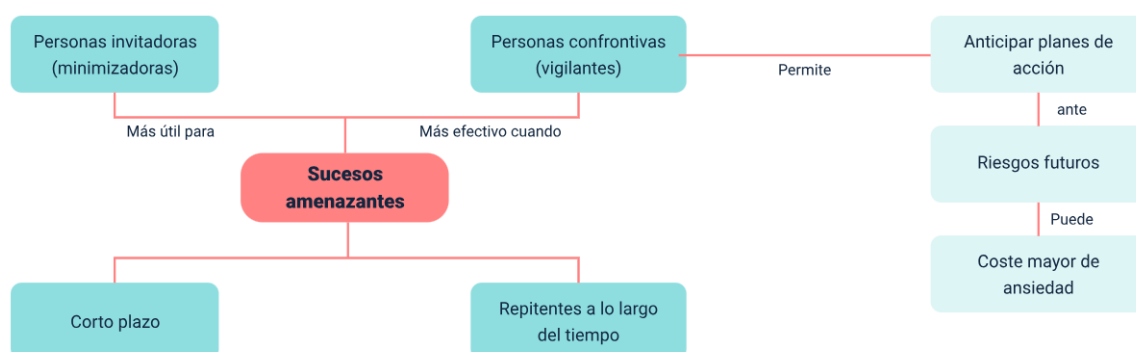 Personas invitadoras
(minimizadoras)
Personas confrontivas
(vigilantes)
Permite
Anticipar planes de
acción
Más útil para
Más efectivo cuando
ante
Sucesos
amenazantes
Riesgos futuros
Puede
Coste mayor de
ansiedad
Corto plazo
Repitentes a lo largo
del tiempo